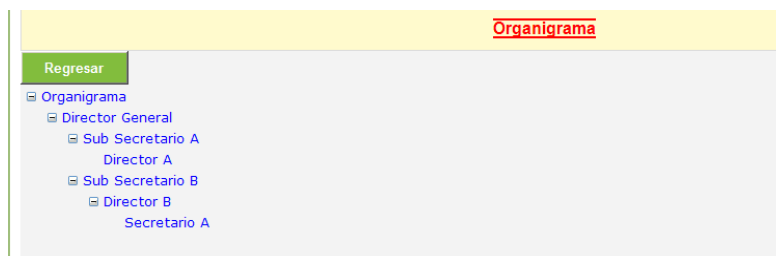 Organigrama
Regresar
Organigrama
Director General
Sub Secretario A
Director A
Sub Secretario B
Director B
Secretario A